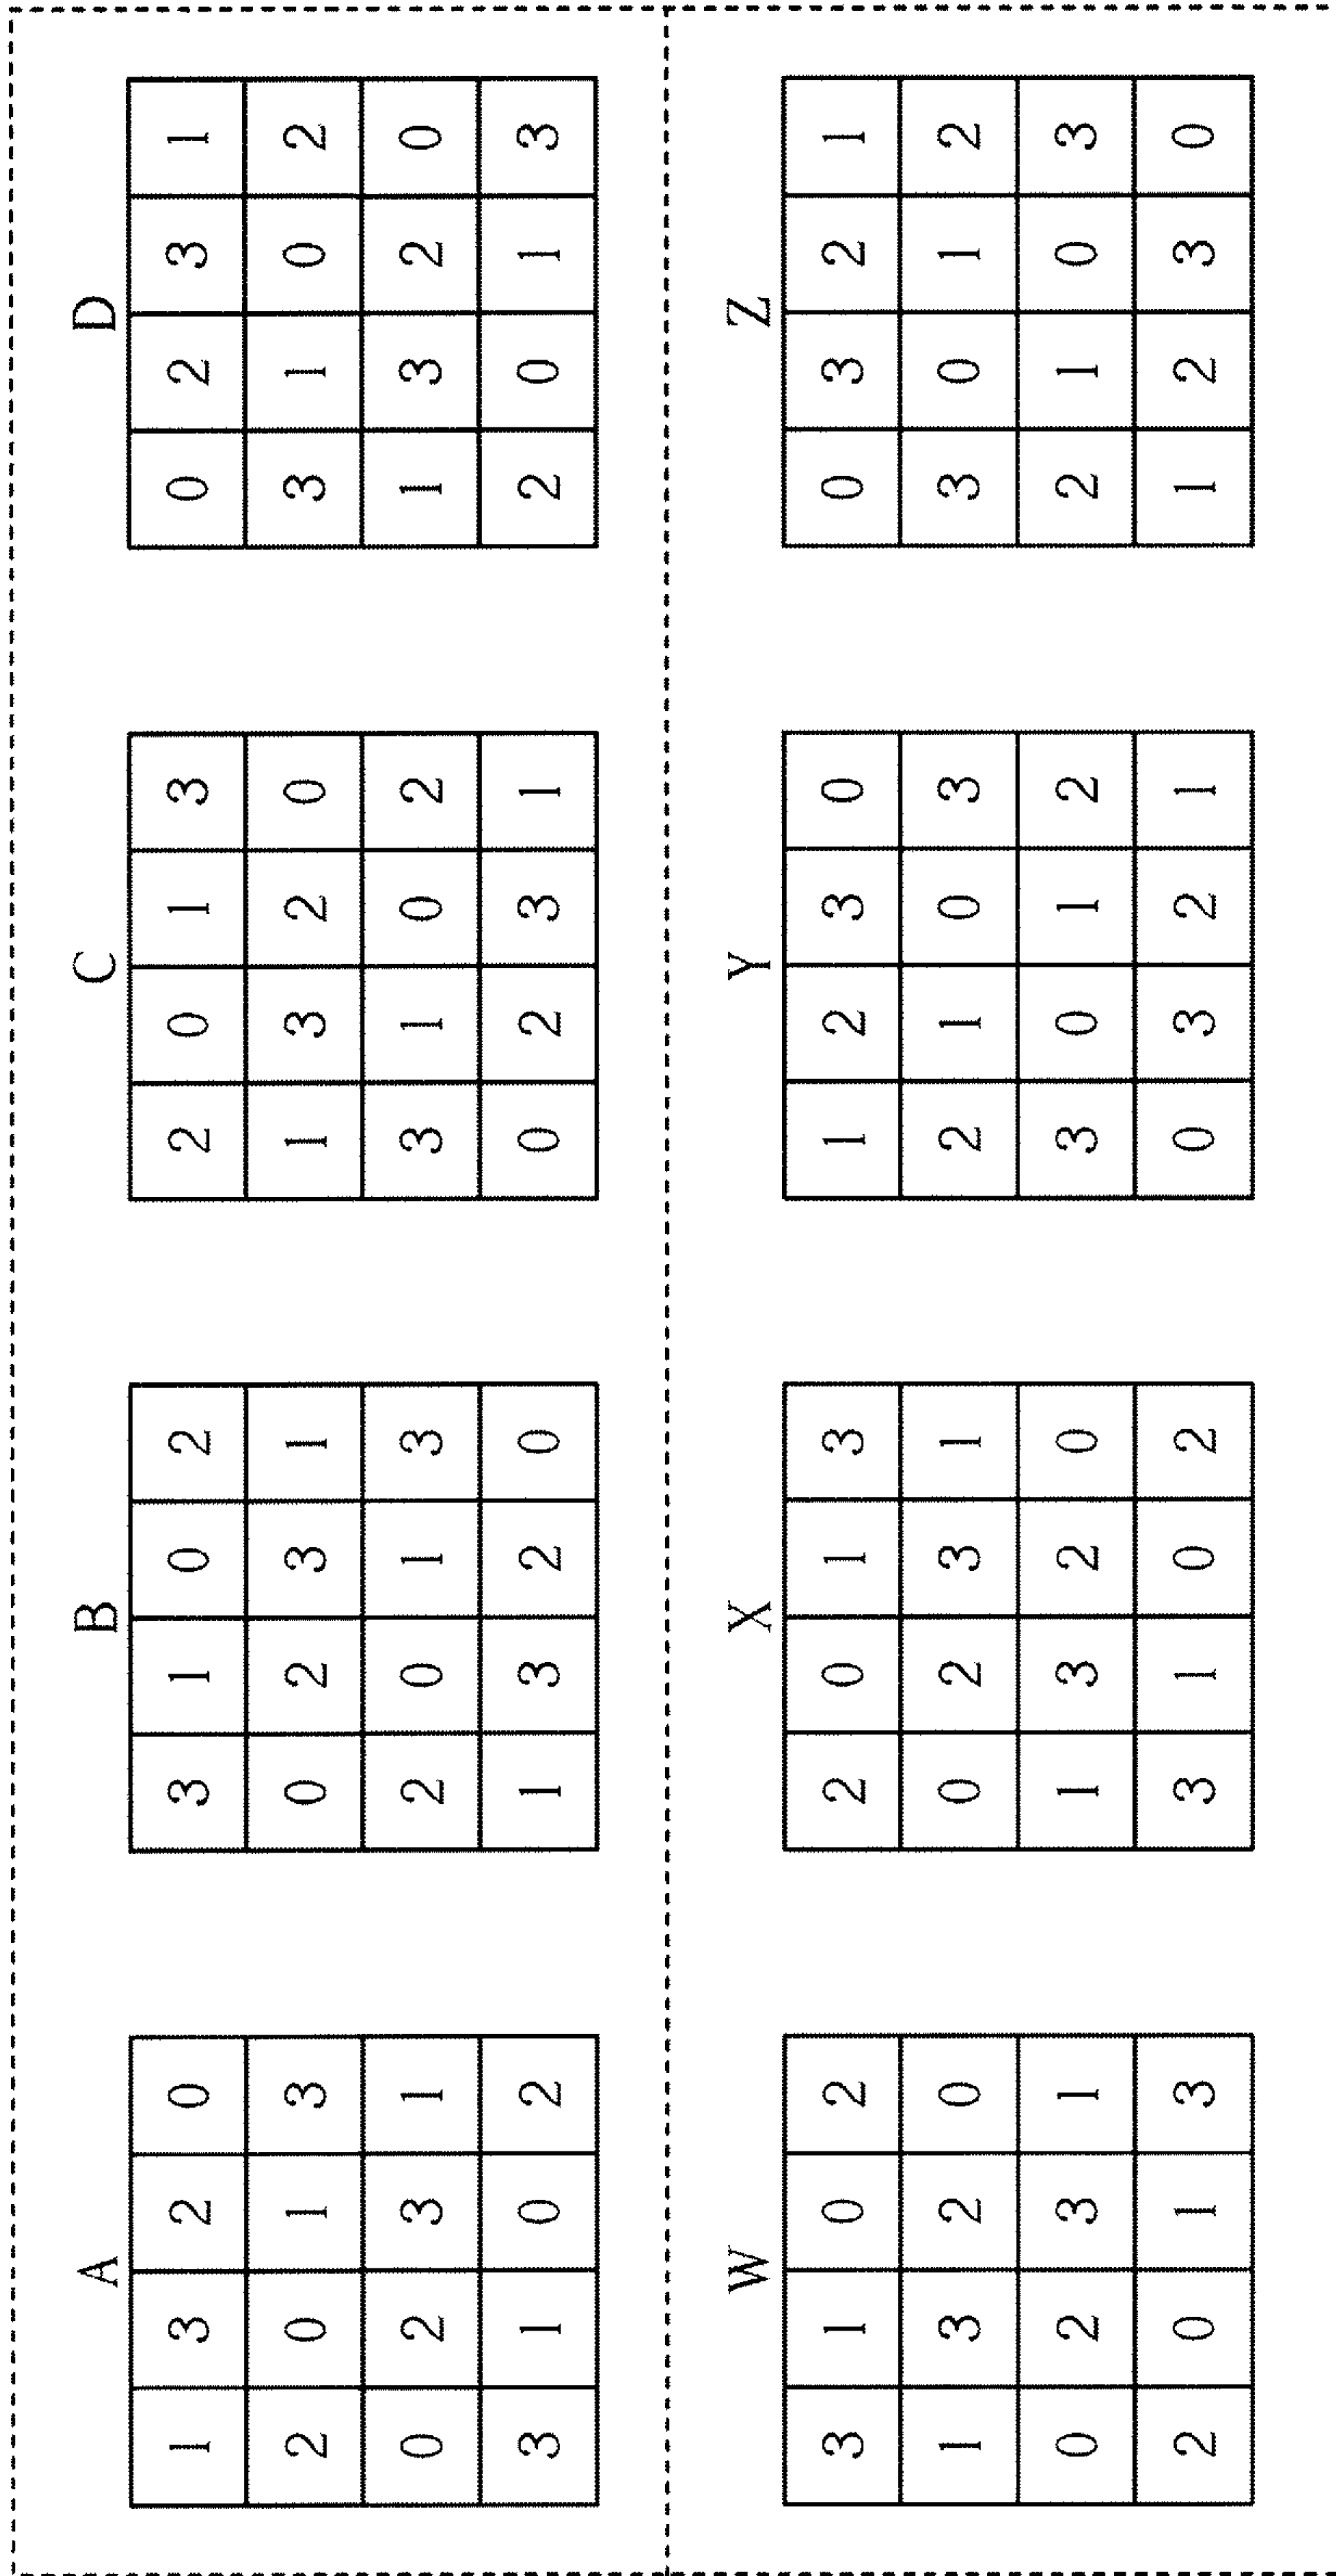 A B C D
1 3 2 0 3 1 0 2 2 0 1 3 0 2 3 1
2 0 1 3 0 2 3 1 1 3 2 0 3 1 0 2
0 2 3 1 2 0 1 3 3 1 0 2 1 3 2 0
3 1 0 2 1 3 2 0 0 2 3 1 2 0 1 3
W X Y Z
3 1 0 2 2 0 1 3 1 2 3 0 0 3 2 1
1 3 2 0 0 2 3 1 2 1 0 3 3 0 1 2
0 2 3 1 1 3 2 0 3 0 1 2 2 1 0 3
2 0 1 3 3 1 0 2 0 3 2 1 1 2 3 0